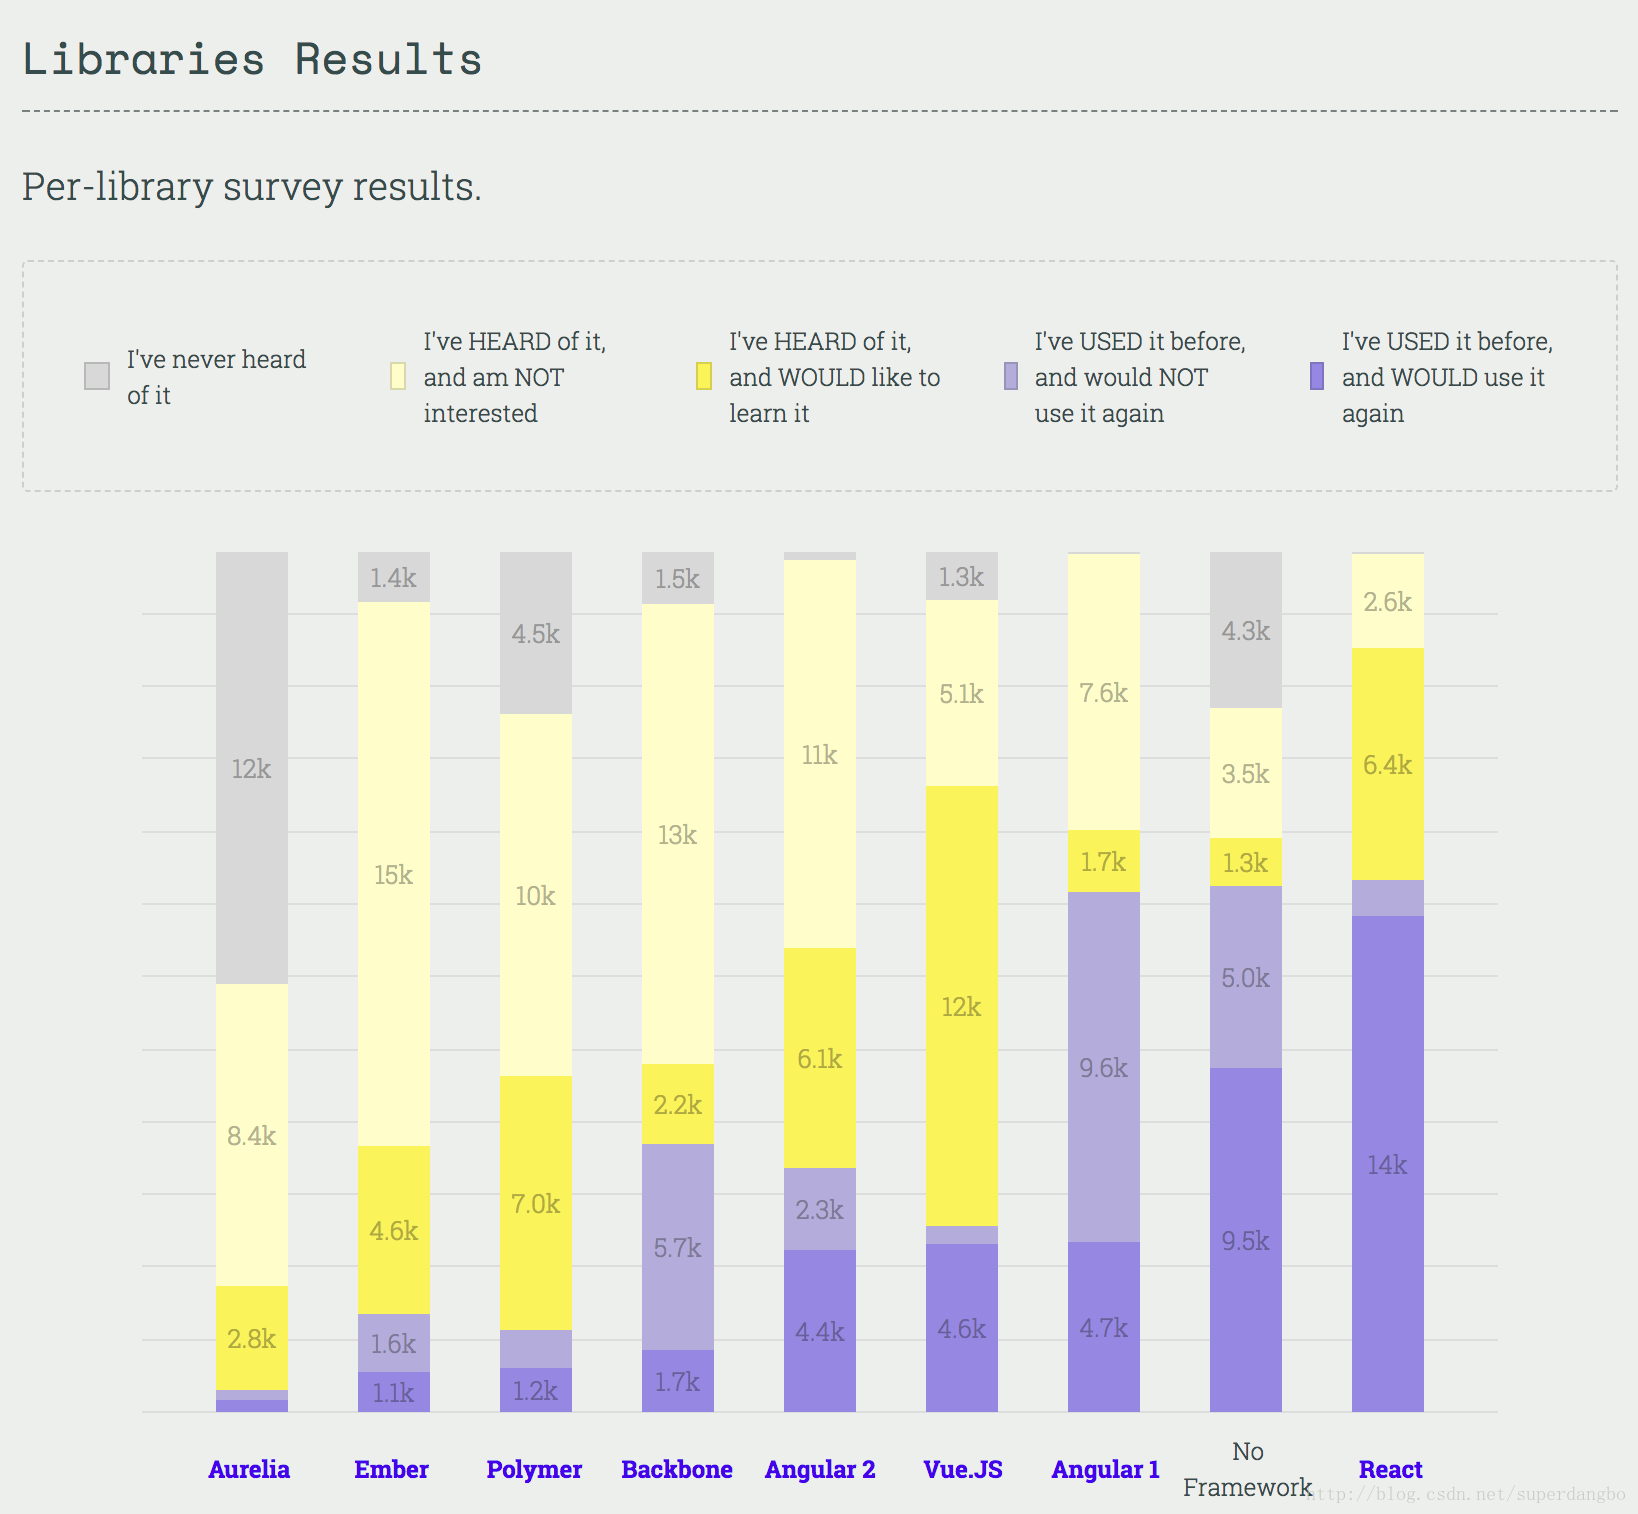 Libraries Results
Per-library survey results.
I've never heard
of it
I've HEARD of it,
and am NOT
interested
I've HEARD of it,
and WOULD like to
learn it
I've USED it before,
and would NOT
use it again
I've USED it before,
and WOULD use it
again
12k
8.4k
2.8k
1.4k
15k
4.6k
1.6k
1.1k
4.5k
10k
7.0k
1.2k
1.5k
13k
2.2k
5.7k
1.7k
11k
6.1k
2.3k
4.4k
1.3k
5.1k
12k
4.6k
7.6k
1.7k
9.6k
4.7k
4.3k
3.5k
1.3k
5.0k
9.5k
2.6k
6.4k
14k
Aurelia
Ember
Polymer
Backbone
Angular 2
Vue.JS
Angular 1
No
Framework
React
http://blog.csdn.net/superdangbo